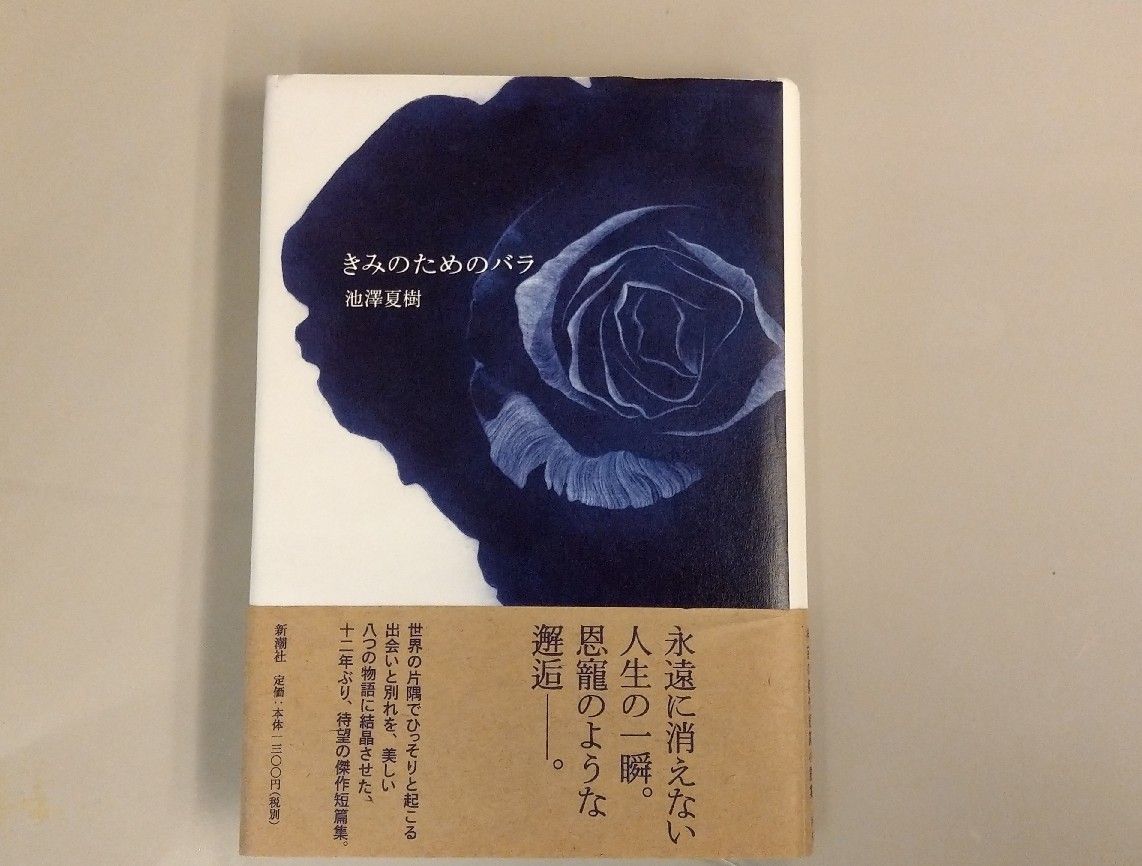 きみのためのバラ
池澤夏樹
永遠に消えない
人生の一瞬。
恩寵のような
邂逅――。
世界の片隅でひっそりと起こる
出会いと別れを、美しい
八つの物語に結晶させた、
十二年ぶり、待望の傑作短篇集。
新潮社 定価：本体一三〇〇円（税別）